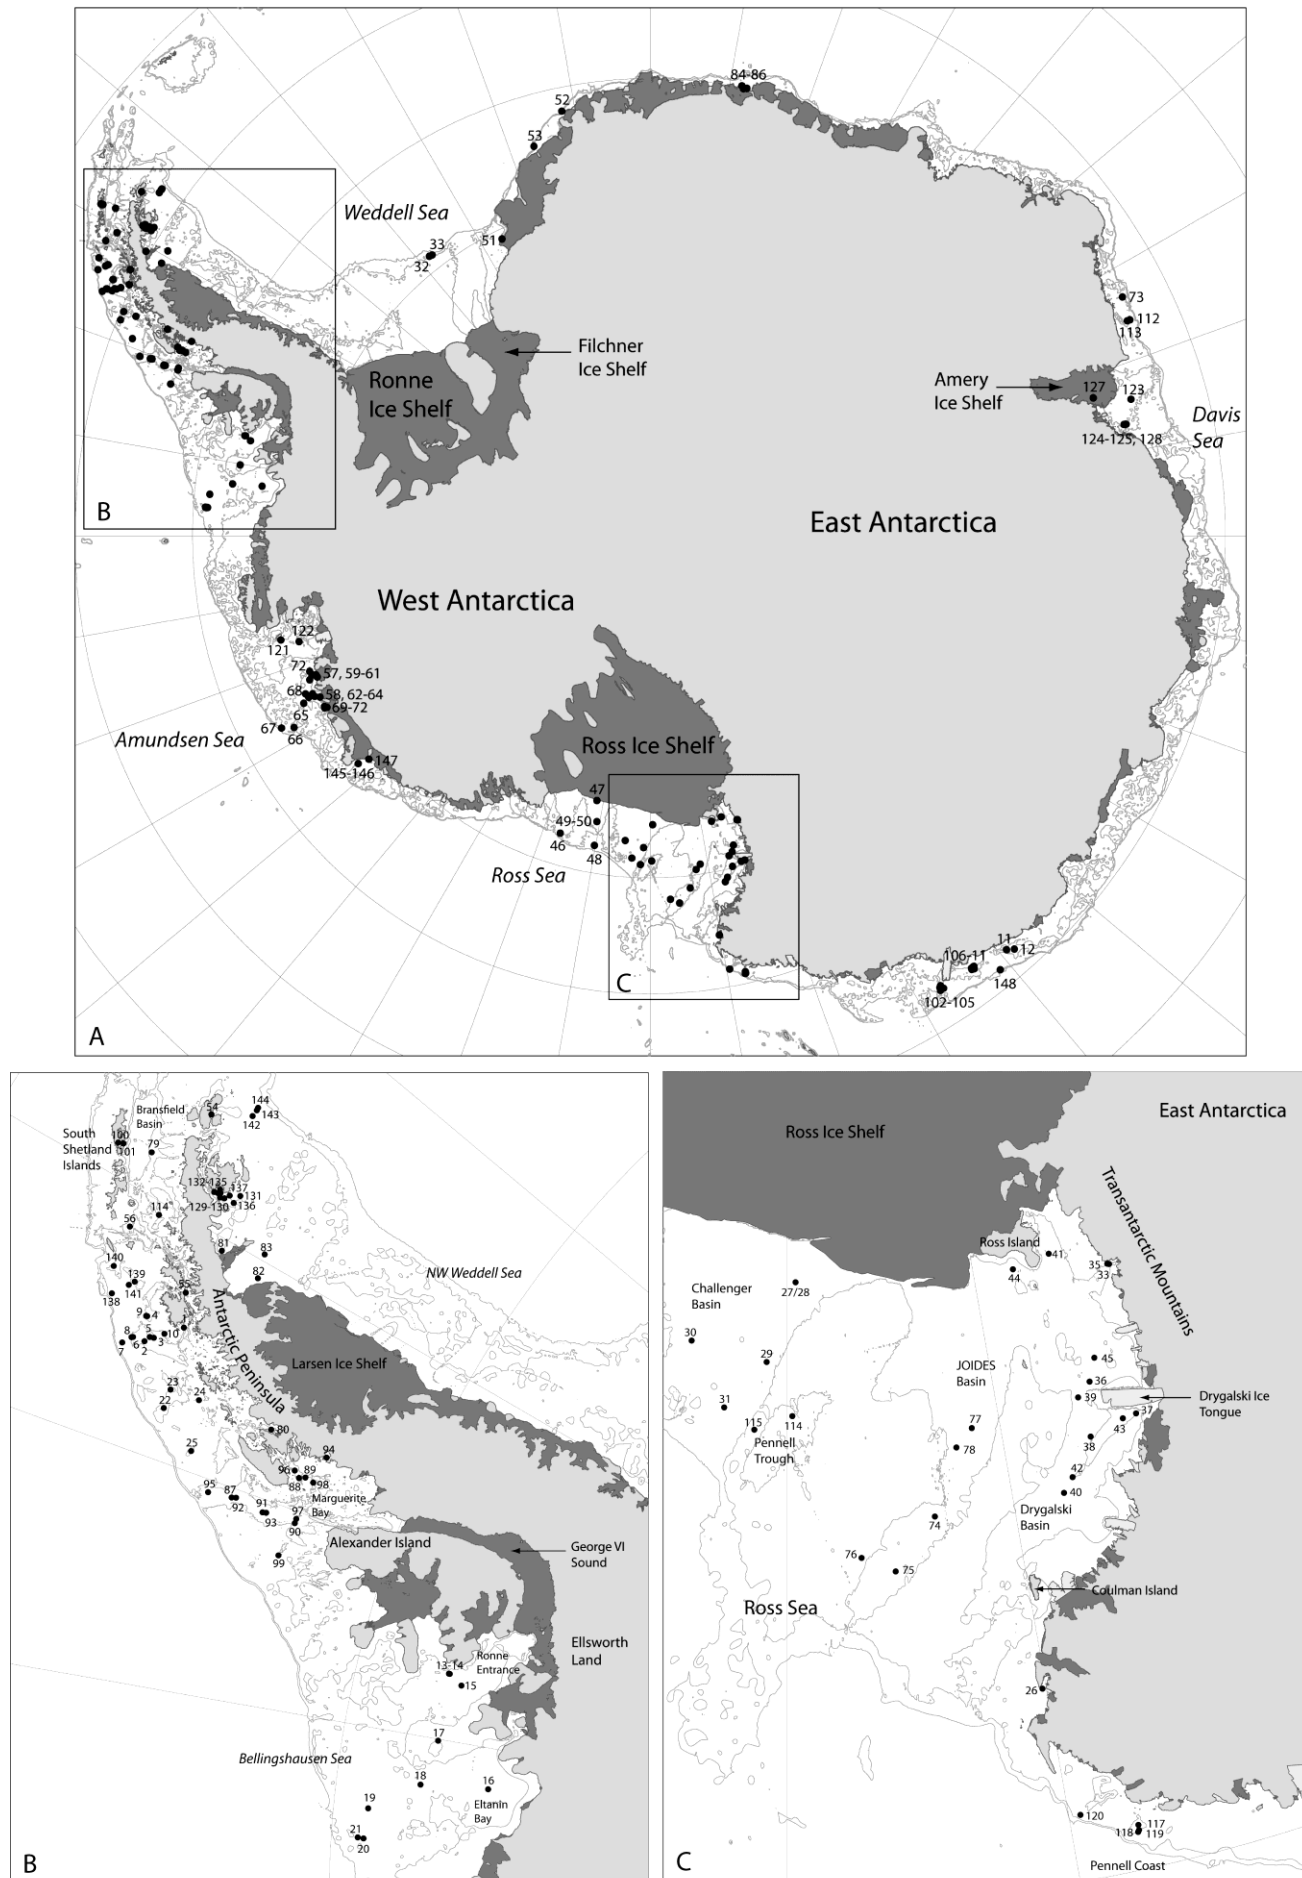 84-86
52
53
Weddell Sea
33
32
51
73
112
113
Filchner
Ice Shelf
Ronne
Ice Shelf
Amery
Ice Shelf
127
123
Davis
Sea
124-125, 128
B
East Antarctica
West Antarctica
122
121
72
57, 59-61
68
58, 62-64
69-72
65
67
66
Amundsen Sea
147
145-146
Ross Ice Shelf
47
49-50
46
48
Ross Sea
C
11
12
106-11
148
102-105
A
144
143
142
54
Bransfield
Basin
South
Shetland
Islands
100
101
79
132-135
137
131
129-130
136
114
56
81
83
82
NW Weddell Sea
140
139
141
138
55
9
4
1
8
5
10
7
6
2
3
Antarctic Peninsula
Larsen Ice Shelf
23
22
24
80
25
94
96
89
88
98
Marguerite
Bay
95
87
92
91
93
97
90
Alexander Island
George VI
Sound
99
Ellsworth
Land
Ronne
Entrance
13-14
15
17
Bellingshausen Sea
18
16
19
Eltanin
Bay
21
20
B
East Antarctica
Ross Ice Shelf
Transantarctic Mountains
Ross Island
41
44
35
33
Challenger
Basin
27/28
30
29
45
JOIDES
Basin
36
31
39
Drygalski Ice
Tongue
37
115
114
43
77
Pennell
Trough
38
78
42
40
Drygalski
Basin
74
76
75
Coulman Island
Ross Sea
26
120
117
118
119
Pennell Coast
C